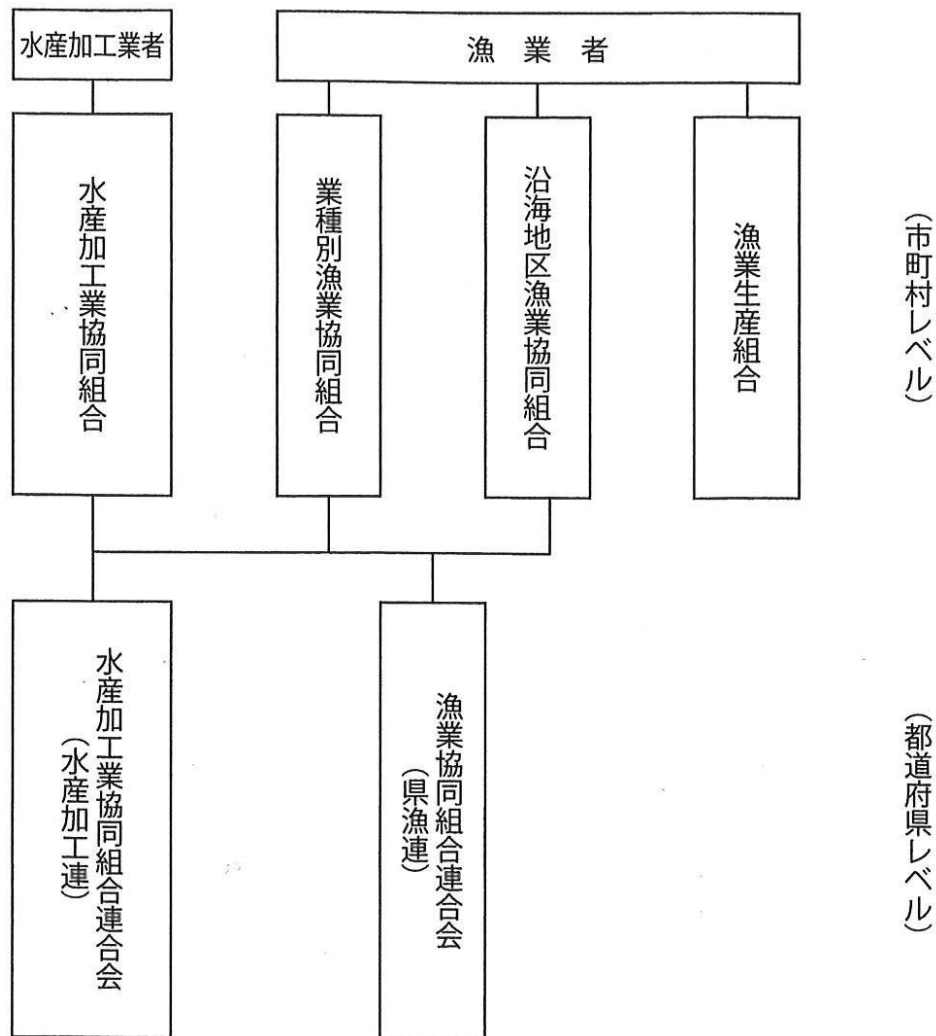 水産加工業者
漁業者
水産加工業協同組合
業種別漁業協同組合
沿海地区漁業協同組合
漁業生産組合
(市町村レベル)
水産加工業協同組合連合会
(水産加工連)
漁業協同組合連合会
(県漁連)
(都道府県レベル)